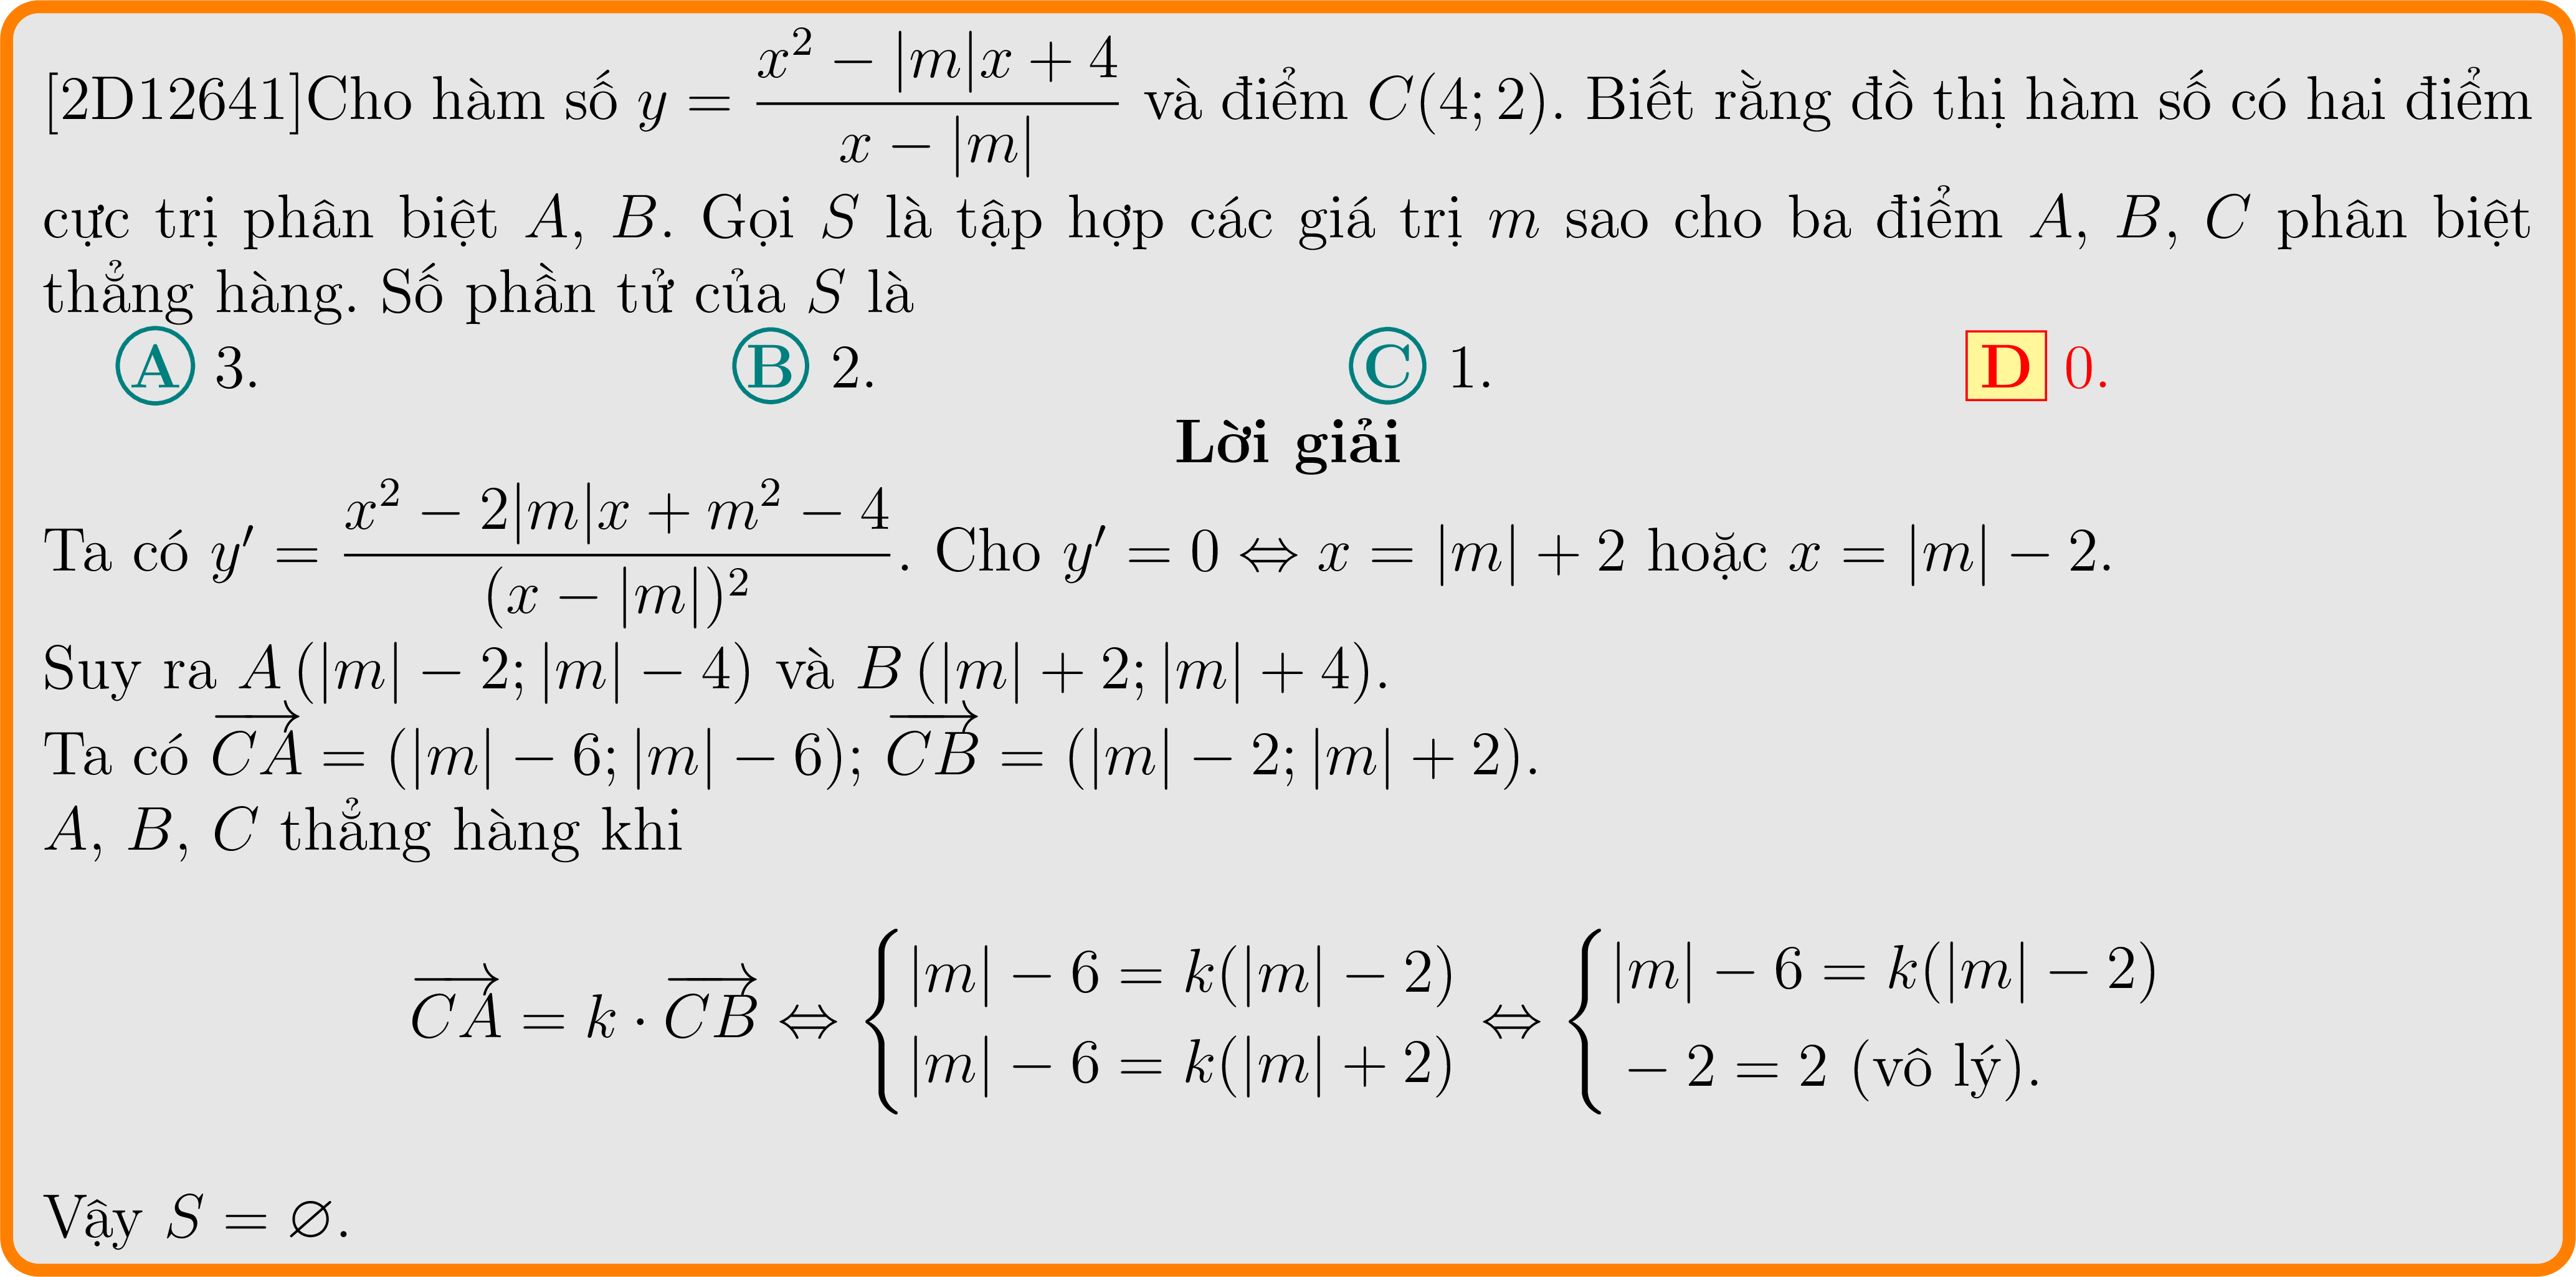 [2D12641]Cho hàm số $y = \dfrac{x^2 - |m|x + 4}{x - |m|}$ và điểm $C(4; 2)$. Biết rằng đồ thị hàm số có hai điểm
cực trị phân biệt $A$, $B$. Gọi $S$ là tập hợp các giá trị $m$ sao cho ba điểm $A$, $B$, $C$ phân biệt
thẳng hàng. Số phần tử của $S$ là
A 3. B 2. C 1. D 0.
Lời giải
Ta có $y' = \dfrac{x^2 - 2|m|x + m^2 - 4}{(x - |m|)^2}$. Cho $y' = 0 \Leftrightarrow x = |m| + 2$ hoặc $x = |m| - 2$.
Suy ra $A(|m| - 2; |m| - 4)$ và $B(|m| + 2; |m| + 4)$.
Ta có $\overrightarrow{CA} = (|m| - 6; |m| - 6)$; $\overrightarrow{CB} = (|m| - 2; |m| + 2)$.
$A$, $B$, $C$ thẳng hàng khi
$\overrightarrow{CA} = k \cdot \overrightarrow{CB} \Leftrightarrow \begin{cases} |m| - 6 = k(|m| - 2) \\ |m| - 6 = k(|m| + 2) \end{cases} \Leftrightarrow \begin{cases} |m| - 6 = k(|m| - 2) \\ -2 = 2 \text{ (vô lý).} \end{cases}$
Vậy $S = \varnothing$.